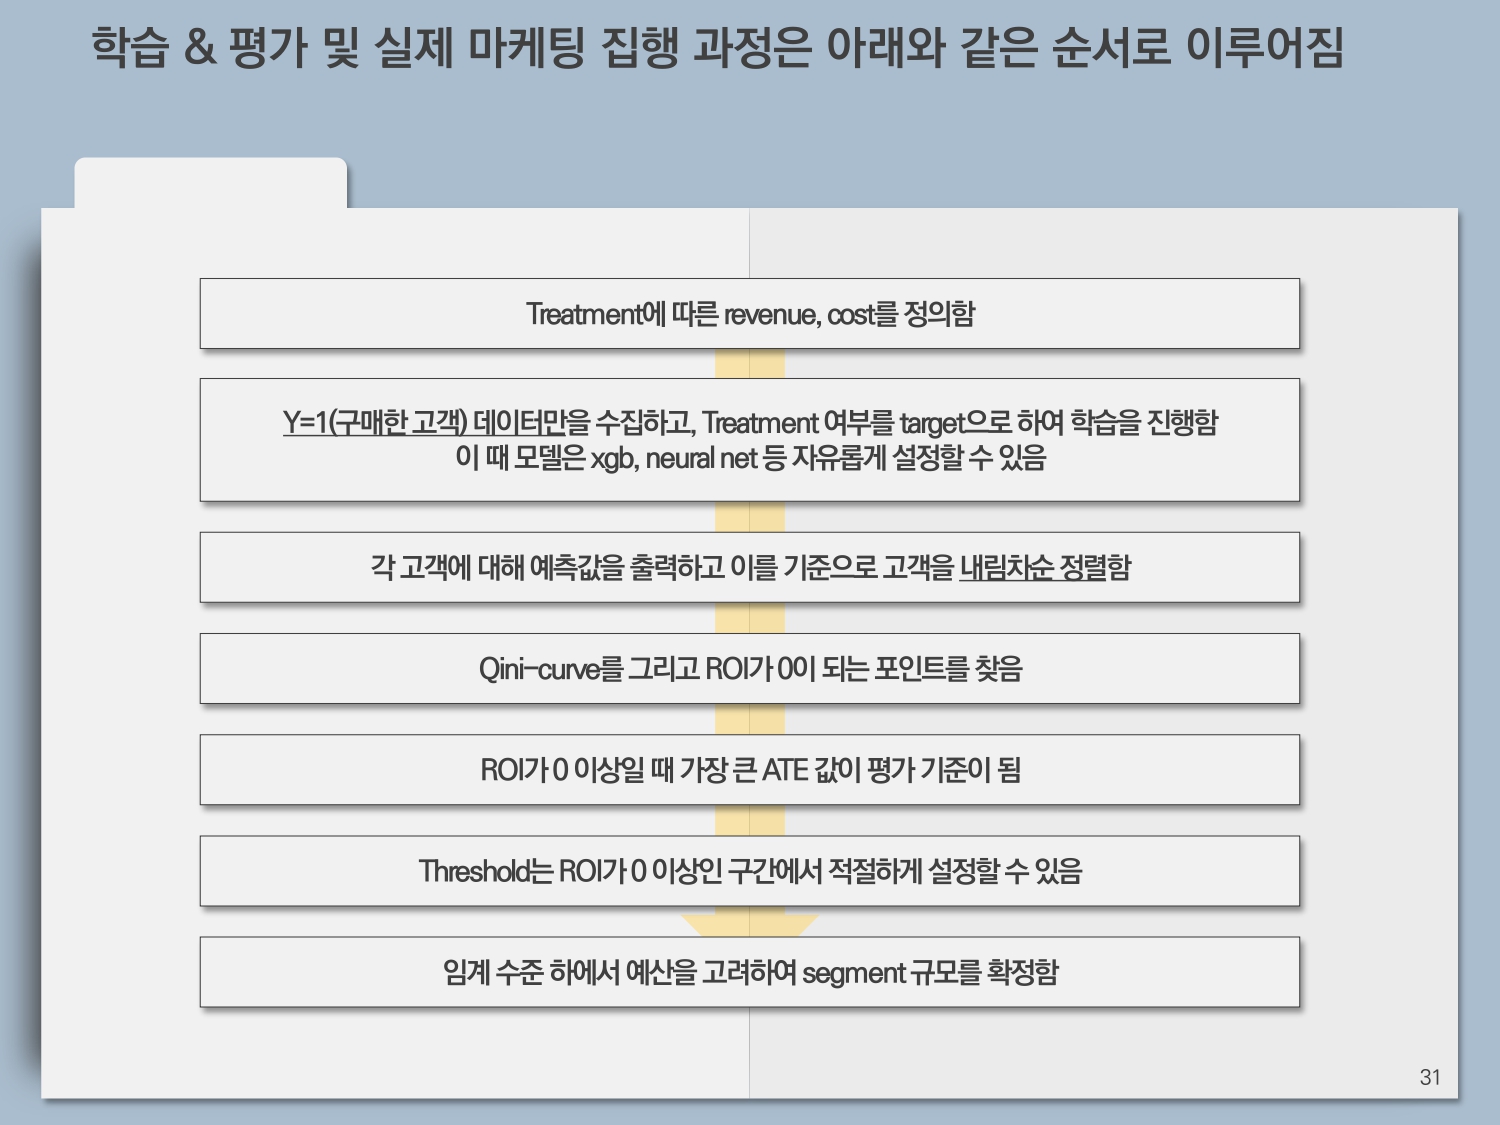 학습 & 평가 및 실제 마케팅 집행 과정은 아래와 같은 순서로 이루어짐
Treatment에 따른 revenue, cost를 정의함
Y=1(구매한 고객) 데이터만을 수집하고, Treatment 여부를 target으로 하여 학습을 진행함
이 때 모델은 xgb, neural net 등 자유롭게 설정할 수 있음
각 고객에 대해 예측값을 출력하고 이를 기준으로 고객을 내림차순 정렬함
Qini-curve를 그리고 ROI가 0이 되는 포인트를 찾음
ROI가 0 이상일 때 가장 큰 ATE 값이 평가 기준이 됨
Threshold는 ROI가 0 이상인 구간에서 적절하게 설정할 수 있음
임계 수준 하에서 예산을 고려하여 segment 규모를 확정함
31